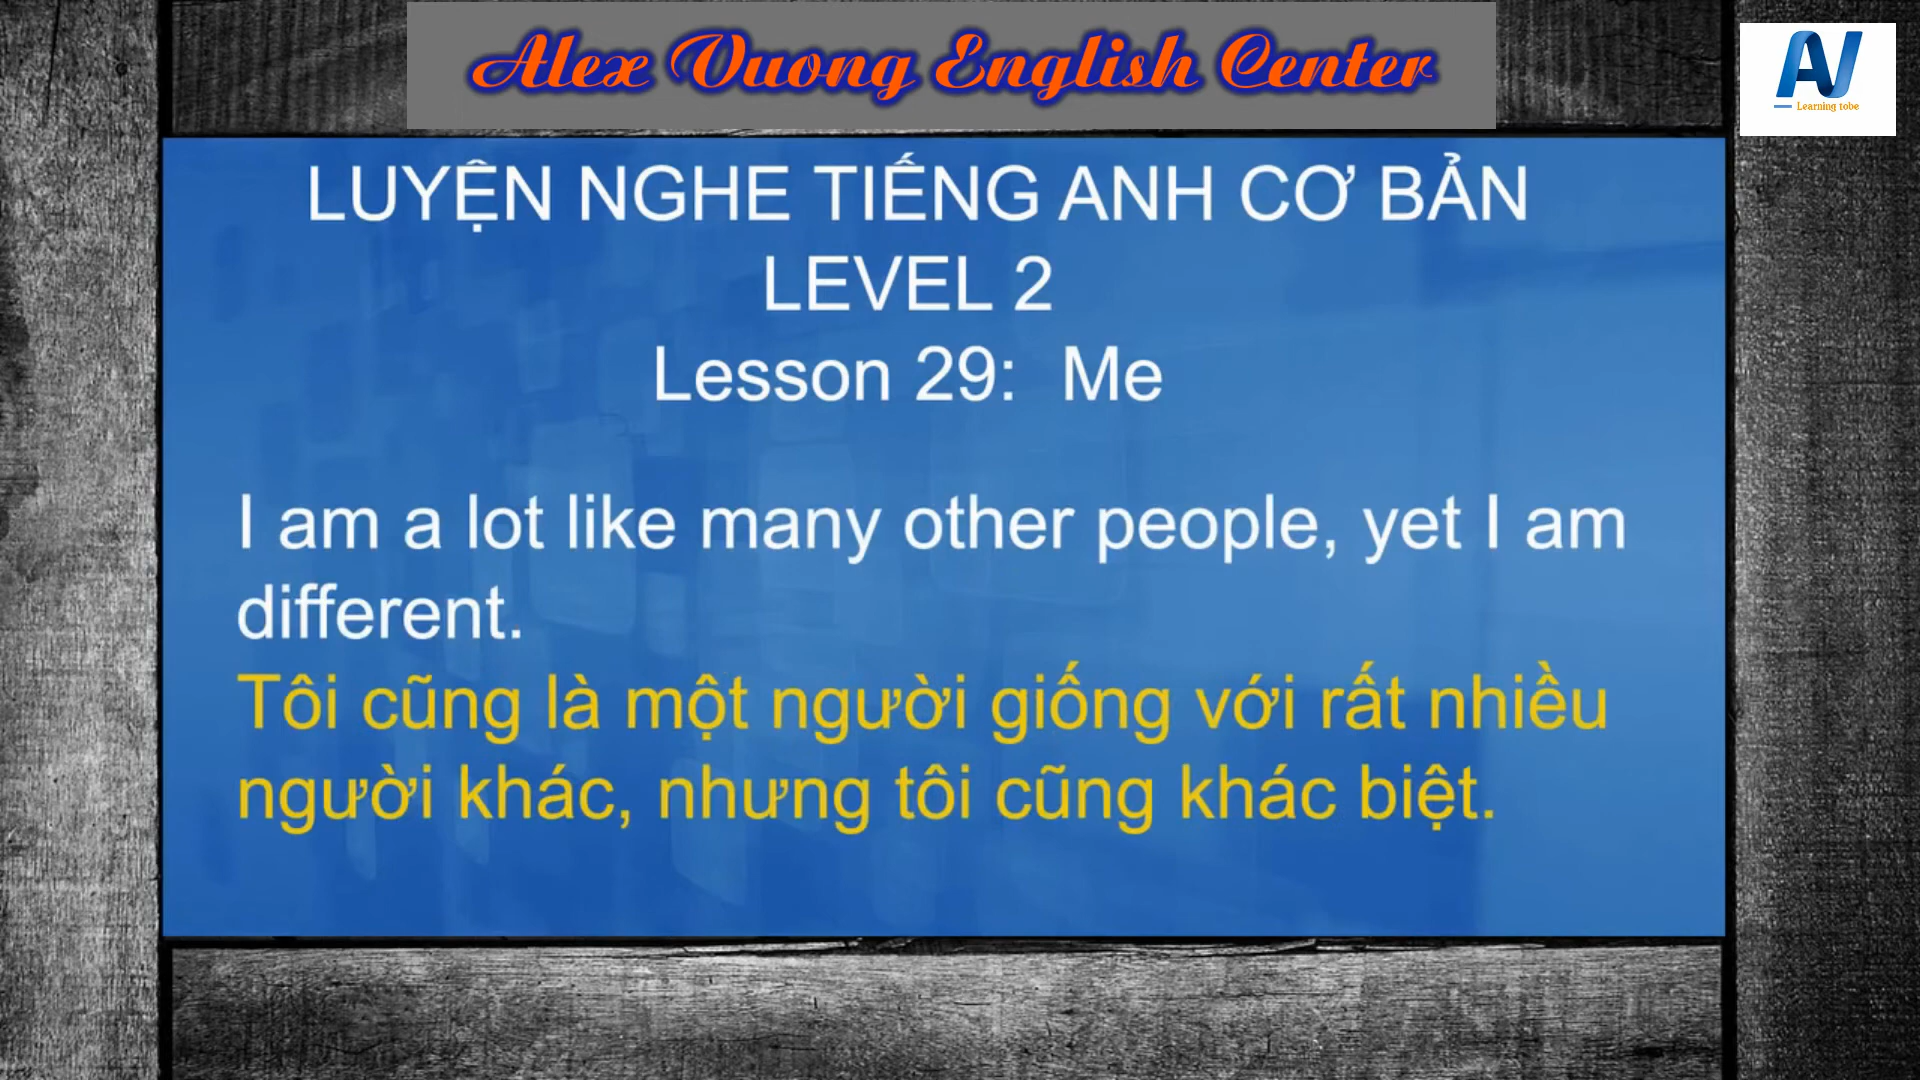 Alex Vuong English Center
AV
Learning tobe
LUYỆN NGHE TIẾNG ANH CƠ BẢN
LEVEL 2
Lesson 29: Me
I am a lot like many other people, yet I am
different.
Tôi cũng là một người giống với rất nhiều
người khác, nhưng tôi cũng khác biệt.